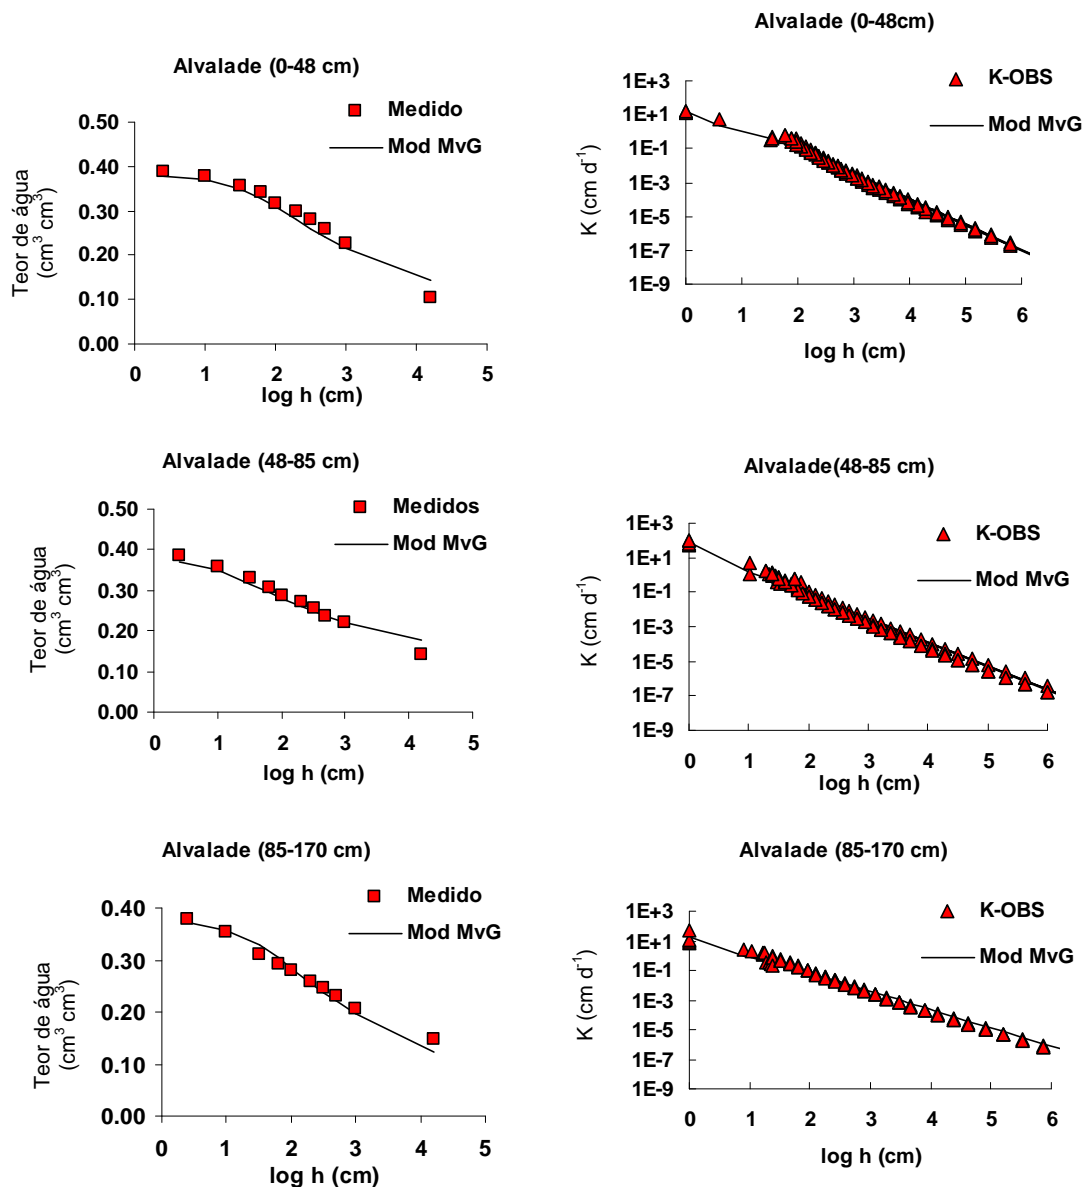 Alvalade (0-48 cm)
Medido
Mod MvG
Teor de água
(cm³ cm³)
0.50
0.40
0.30
0.20
0.10
0.00
0 1 2 3 4 5
log h (cm)
Alvalade (0-48cm)
K-OBS
Mod MvG
K (cm d⁻¹)
1E+3
1E+1
1E-1
1E-3
1E-5
1E-7
1E-9
0 1 2 3 4 5 6
log h (cm)
Alvalade (48-85 cm)
Medidos
Mod MvG
Teor de água
(cm³ cm³)
0.50
0.40
0.30
0.20
0.10
0.00
0 1 2 3 4 5
log h (cm)
Alvalade(48-85 cm)
K-OBS
Mod MvG
K (cm d⁻¹)
1E+3
1E+1
1E-1
1E-3
1E-5
1E-7
1E-9
0 1 2 3 4 5 6
log h (cm)
Alvalade (85-170 cm)
Medido
Mod MvG
Teor de água
(cm³ cm³)
0.40
0.30
0.20
0.10
0.00
0 1 2 3 4 5
log h (cm)
Alvalade (85-170 cm)
K-OBS
Mod MvG
K (cm d⁻¹)
1E+3
1E+1
1E-1
1E-3
1E-5
1E-7
1E-9
0 1 2 3 4 5 6
log h (cm)